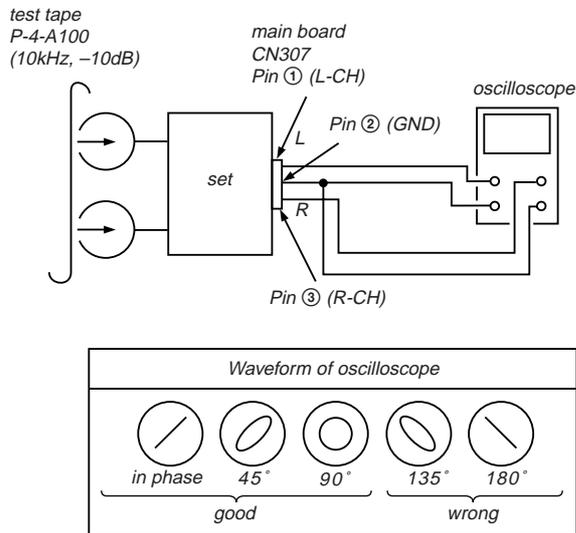 test tape
P-4-A100
(10kHz, –10dB)
main board
CN307
Pin ① (L-CH)
oscilloscope
Pin ② (GND)
L
set
R
Pin ③ (R-CH)
Waveform of oscilloscope
in phase 45° 90° 135° 180°
good wrong